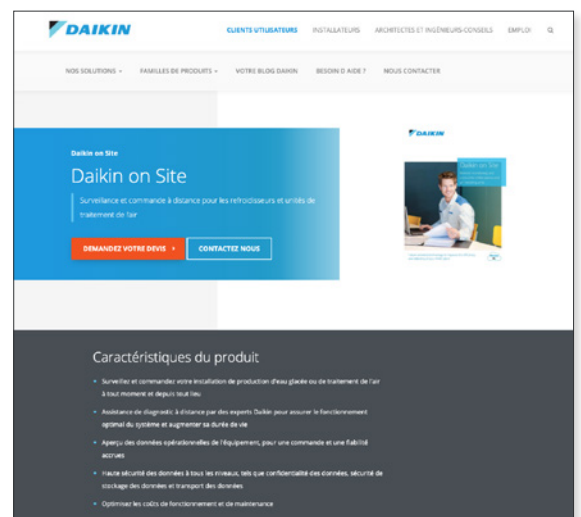 DAIKIN
CLIENTS UTILISATEURS INSTALLATEURS ARCHITECTES ET INGÉNIEURS-CONSEILS EMPLOI
NOS SOLUTIONS FAMILLES DE PRODUITS VOTRE BLOG DAIKIN BESOIN D AIDE ? NOUS CONTACTER
Daikin on Site
Daikin on Site
Surveillance et commande à distance pour les refroidisseurs et unités de
traitement de l'air
DEMANDEZ VOTRE DEVIS
CONTACTEZ NOUS
DAIKIN
Daikin on Site
Caractéristiques du produit
Surveillez et commandez votre installation de production d'eau glacée ou de traitement de l'air
à tout moment et depuis tout lieu
Assistance de diagnostic à distance par des experts Daikin pour assurer le fonctionnement
optimal du système et augmenter sa durée de vie
Aperçu des données opérationnelles de l'équipement, pour une commande et une fiabilité
accrues
Haute sécurité des données à tous les niveaux, tels que confidentialité des données, sécurité de
stockage des données et transport des données
Optimisez les coûts de fonctionnement et de maintenance